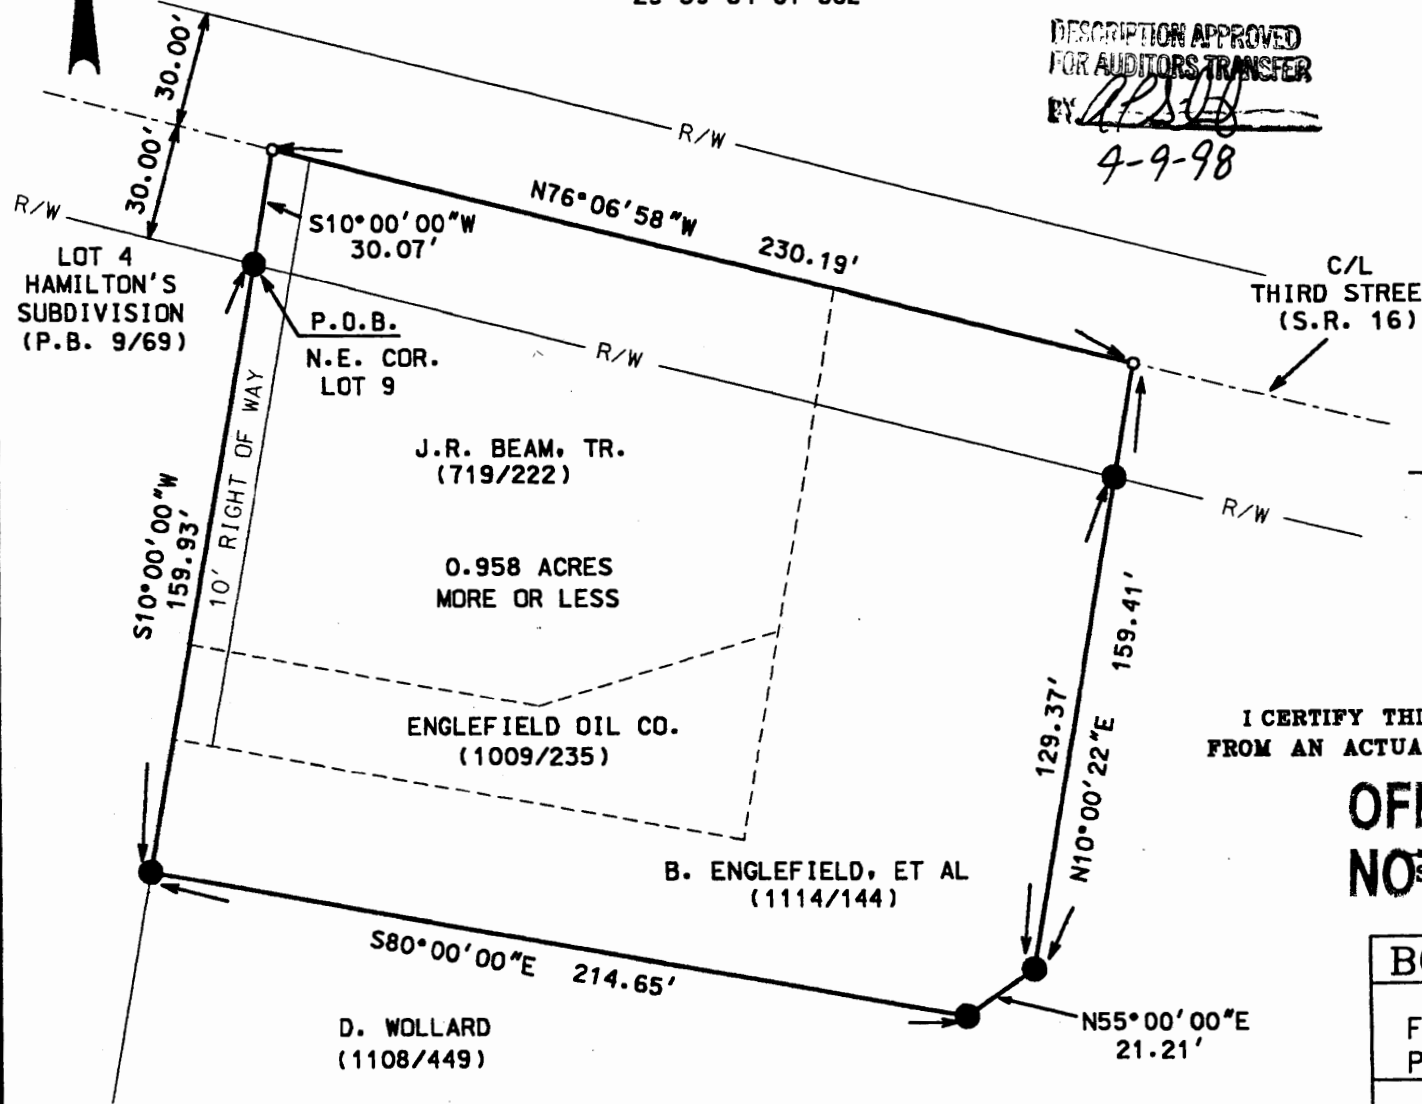 30.00'
30.00'
DESCRIPTION APPROVED
FOR AUDITORS TRANSFER
BY
4-9-98
R/W
R/W
N76°06'58"W 230.19'
S10°00'00"W
30.07'
LOT 4
HAMILTON'S
SUBDIVISION
(P.B. 9/69)
C/L
THIRD STREE
(S.R. 16)
P.O.B.
N.E. COR.
LOT 9
R/W
R/W
J.R. BEAM, TR.
(719/222)
10' RIGHT OF WAY
S10°00'00"W
159.93'
0.958 ACRES
MORE OR LESS
129.37'
N10°00'22"E 159.41'
ENGLEFIELD OIL CO.
(1009/235)
I CERTIFY THI
FROM AN ACTUA
OF
NO
B. ENGLEFIELD, ET AL
(1114/144)
S80°00'00"E 214.65'
N55°00'00"E
21.21'
D. WOLLARD
(1108/449)
F
P